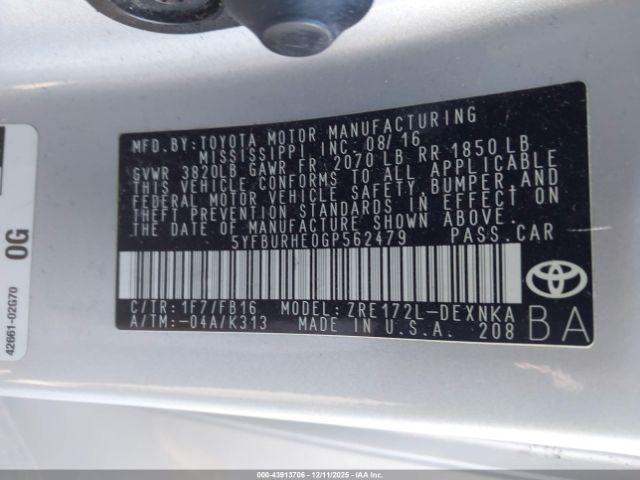 MFD. BY: TOYOTA MOTOR MANUFACTURING
MISSISSIPPI INC. 08/16
GVWR 3820LB GAWR FR 2070 LB RR 1850 LB
THIS VEHICLE CONFORMS TO ALL APPLICABLE
FEDERAL MOTOR VEHICLE SAFETY, BUMPER, AND
THEFT PREVENTION STANDARDS IN EFFECT ON
THE DATE OF MANUFACTURE SHOWN ABOVE.
5YFBURHE0GP562479 PASS. CAR
C/TR: 1F7/FB16 MODEL: ZRE172L-DEXNKA
A/TM: -04A/K313 MADE IN U.S.A. 208
BA
0G
42661-02G70
000-43913706 - 12/11/2025 - IAAI.COM